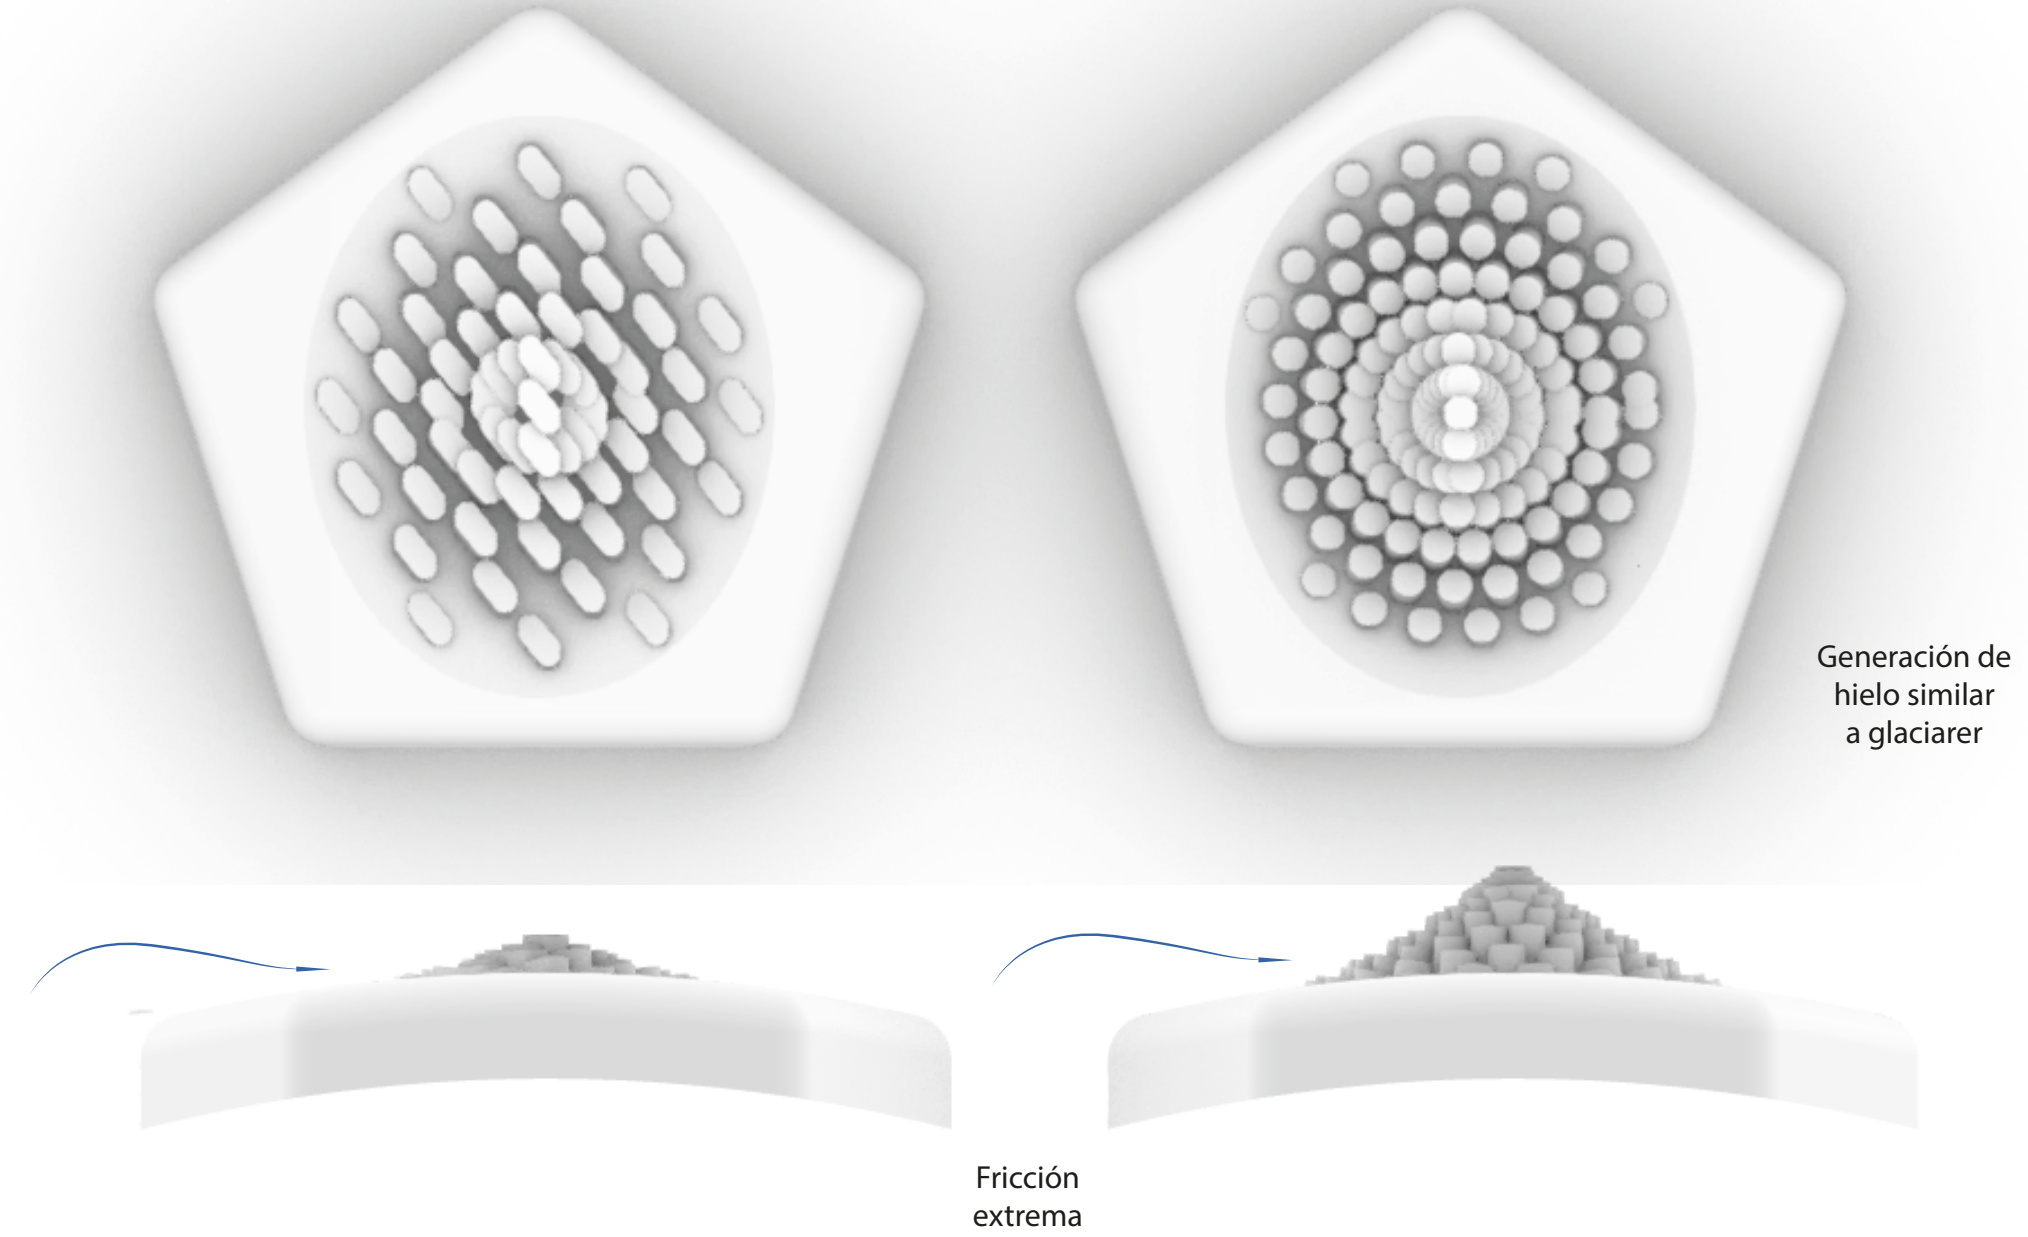 Generación de
hielo similar
a glaciarer
Fricción
extrema